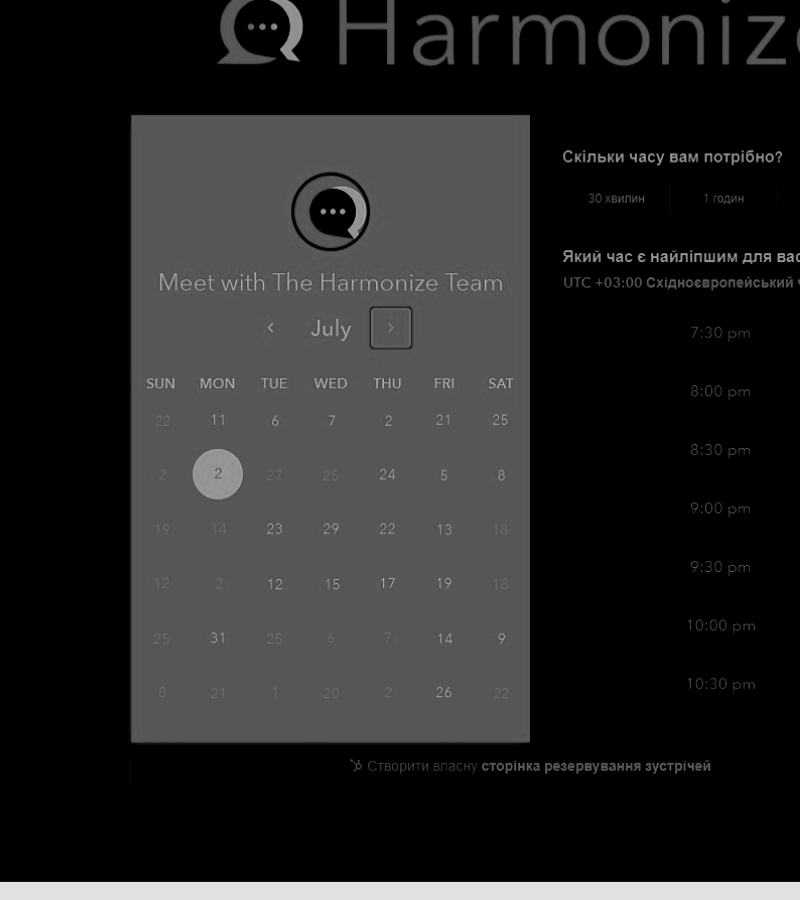 Harmoniz
Meet with The Harmonize Team
July
SUN MON TUE WED THU FRI SAT
22 11 6 7 2 21 25
2 2 27 25 24 5 8
19 14 23 29 22 13 18
12 2 12 15 17 19 18
25 31 25 6 7 14 9
8 21 1 20 2 26 22
Скільки часу вам потрібно?
30 хвилин 1 годин
Який час є найліпшим для вас
UTC +03:00 Східноєвропейський
7:30 pm
8:00 pm
8:30 pm
9:00 pm
9:30 pm
10:00 pm
10:30 pm
Створити власну сторінка резервування зустрічей